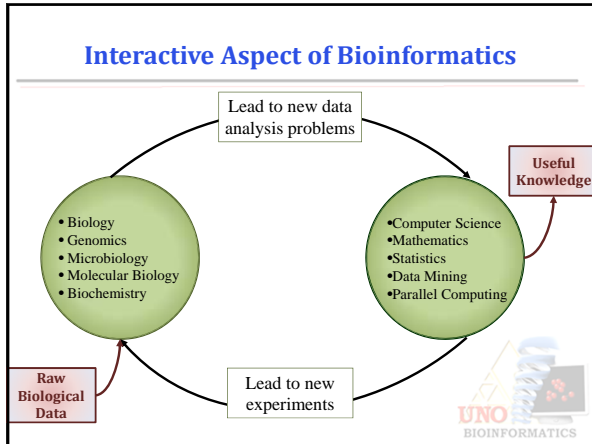 Interactive Aspect of Bioinformatics
Lead to new data
analysis problems
Useful
Knowledge
• Biology
• Genomics
• Microbiology
• Molecular Biology
• Biochemistry
•Computer Science
•Mathematics
•Statistics
•Data Mining
•Parallel Computing
Raw
Biological
Data
Lead to new
experiments
UNO
BIOINFORMATICS